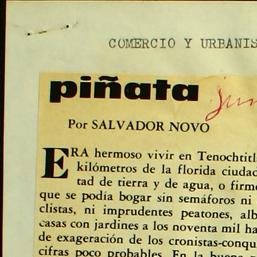 COMERCIO Y URBANIS
piñata
Por SALVADOR NOVO
ERA hermoso vivir en Tenochtitl
kilómetros de la florida ciudad
tad de tierra y de agua, o firme
que se podía bogar sin semáforos ni
clistas, ni imprudentes peatones, alb
casas con jardines a los noventa mil ha
de exageración de los cronistas-conqu
cifras poco probables. En la buena